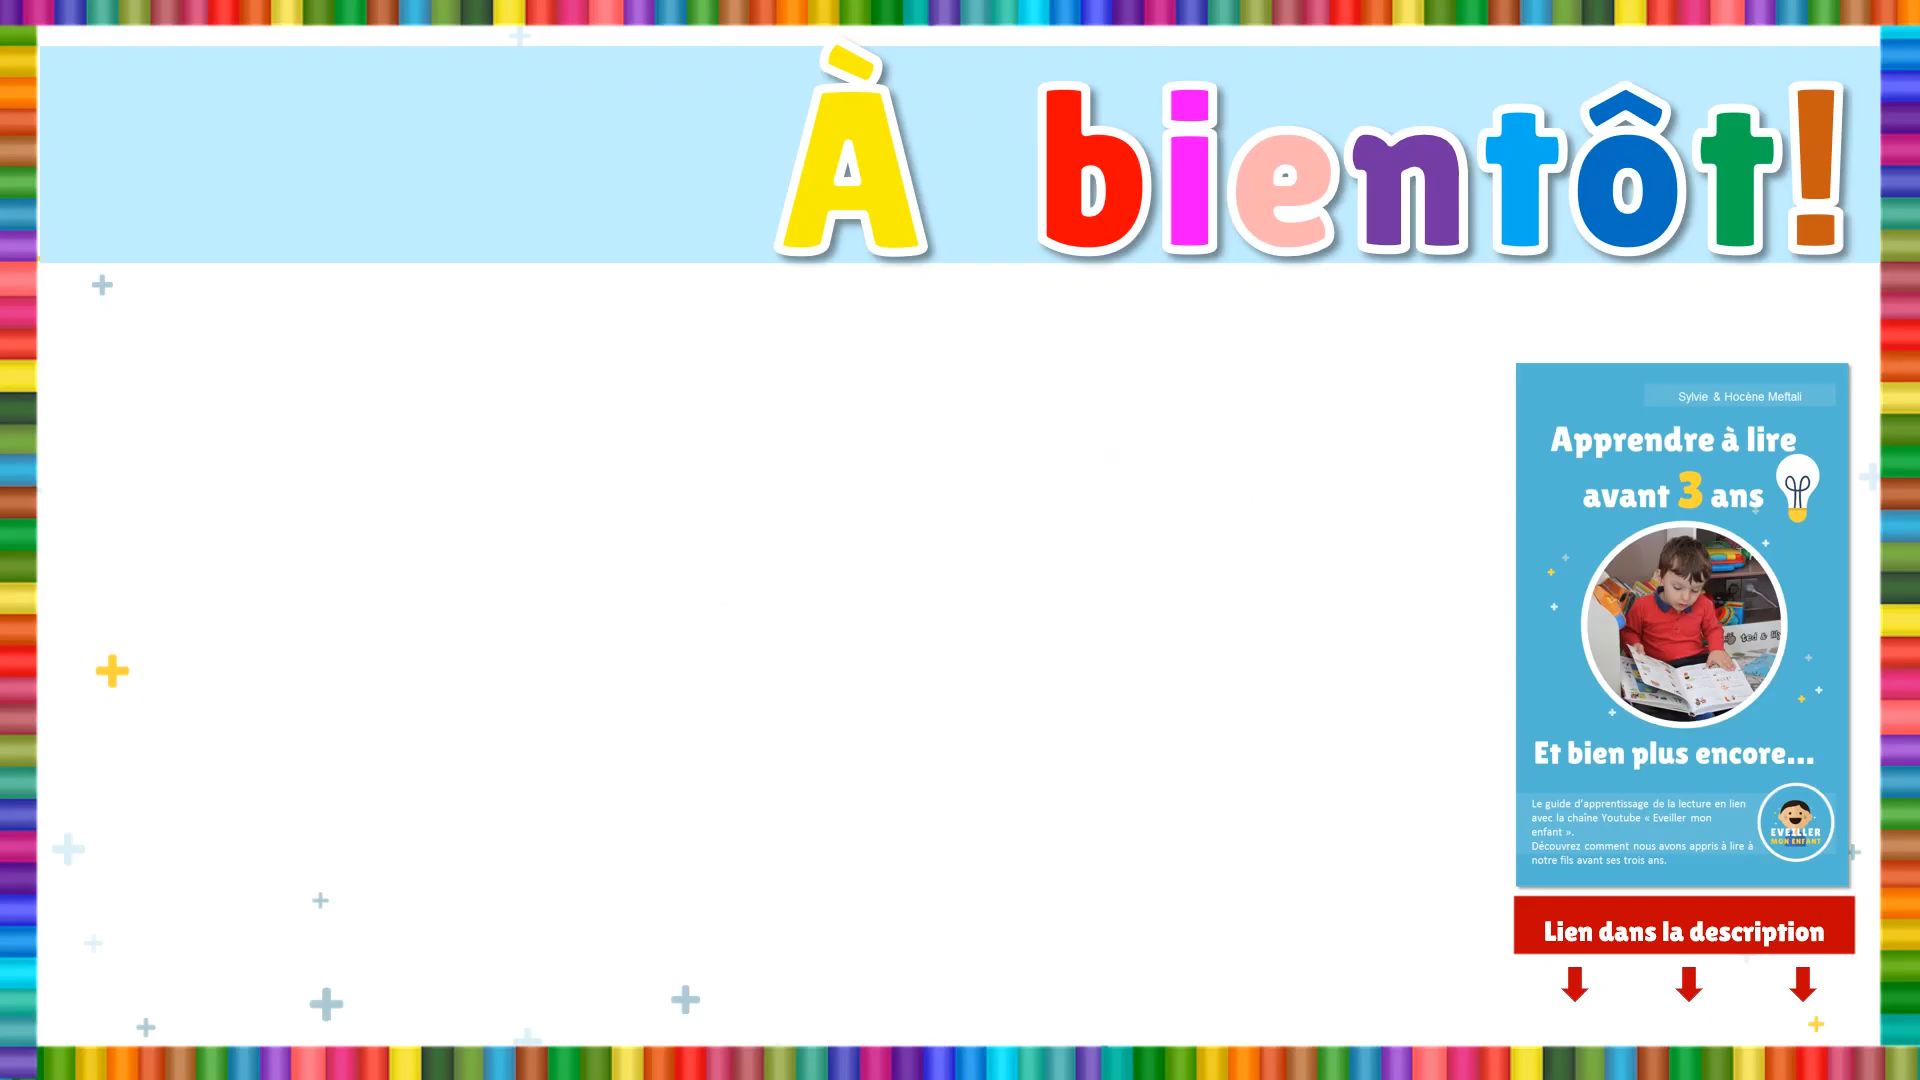 À bientôt!
Sylvie & Hocène Meftali
Apprendre à lire
avant 3 ans
ted & lily
Et bien plus encore...
Le guide d'apprentissage de la lecture en lien
avec la chaîne Youtube « Eveiller mon
enfant ».
Découvrez comment nous avons appris à lire à
notre fils avant ses trois ans.
EVEILLER
MON ENFANT
Lien dans la description